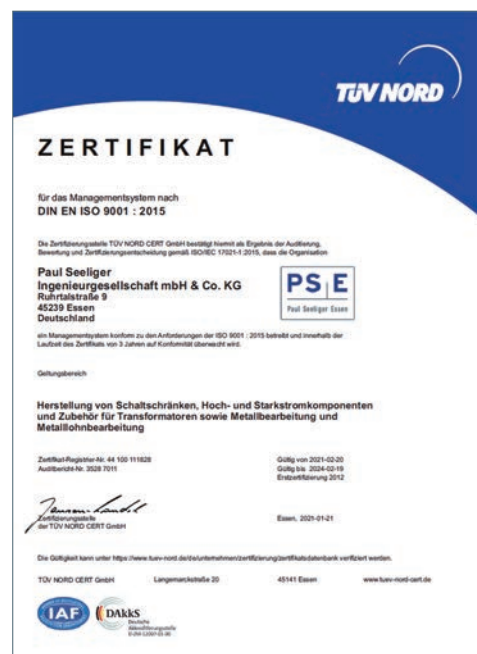 TÜV NORD
ZERTIFIKAT
für das Managementsystem nach
DIN EN ISO 9001 : 2015
Die Zertifizierungsstelle TÜV NORD CERT GmbH bestätigt hiermit als Ergebnis der Auditierung,
Bewertung und Zertifizierungsentscheidung gemäß ISO/IEC 17021-1:2015, dass die Organisation
Paul Seeliger
Ingenieurgesellschaft mbH & Co. KG
Ruhrtalstraße 9
45239 Essen
Deutschland
PS E
Paul Seeliger Essen
ein Managementsystem konform zu den Anforderungen der ISO 9001 : 2015 betreibt und innerhalb der
Laufzeit des Zertifikats von 3 Jahren auf Konformität überwacht wird.
Geltungsbereich
Herstellung von Schaltschränken, Hoch- und Starkstromkomponenten
und Zubehör für Transformatoren sowie Metallbearbeitung und
Metalllohnbearbeitung
Zertifikat-Registrier-Nr. 44 100 111828
Auditbericht-Nr. 3528 7011
Gültig von 2021-02-20
Gültig bis 2024-02-19
Erstzertifizierung 2012
Zertifizierungsstelle
der TÜV NORD CERT GmbH
Essen, 2021-01-21
Die Gültigkeit kann unter https://www.tuev-nord.de/de/unternehmen/zertifizierung/zertifikatsdatenbank verifiziert werden.
TÜV NORD CERT GmbH Langemarckstraße 20 45141 Essen www.tuev-nord-cert.de
IAF
DAkkS
Deutsche
Akkreditierungsstelle